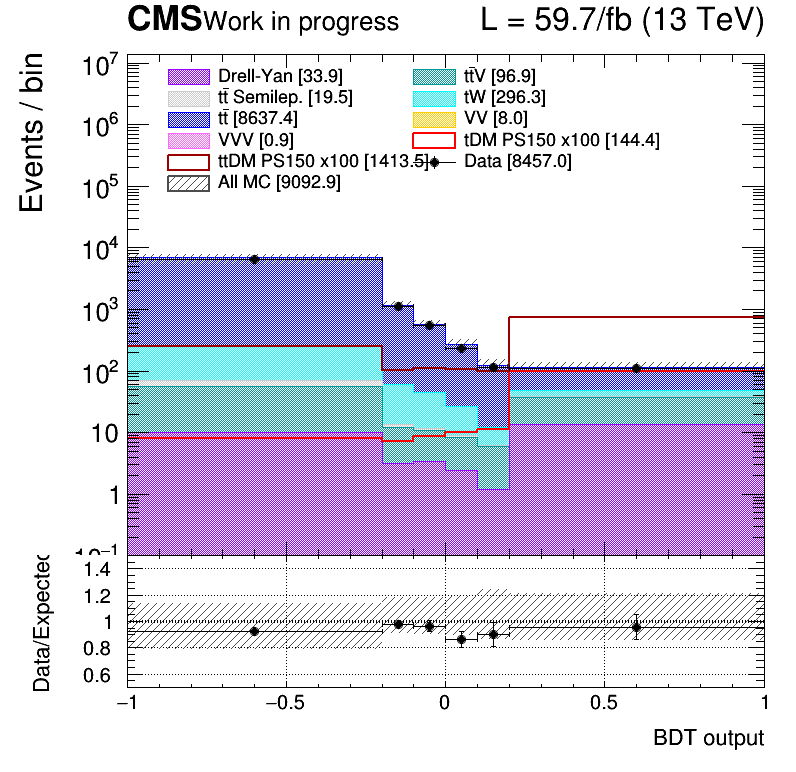 CMS Work in progress L = 59.7/fb (13 TeV)
Events / bin
Drell-Yan [33.9] tt̄V [96.9]
tt̄ Semilep. [19.5] tW [296.3]
tt̄ [8637.4] VV [8.0]
VVV [0.9] tDM PS150 x100 [144.4]
ttDM PS150 x100 [1413.5] Data [8457.0]
All MC [9092.9]
10⁷
10⁶
10⁵
10⁴
10³
10²
10
1
10⁻¹
Data/Expected
1.4
1.2
1
0.8
0.6
−1 −0.5 0 0.5 1
BDT output